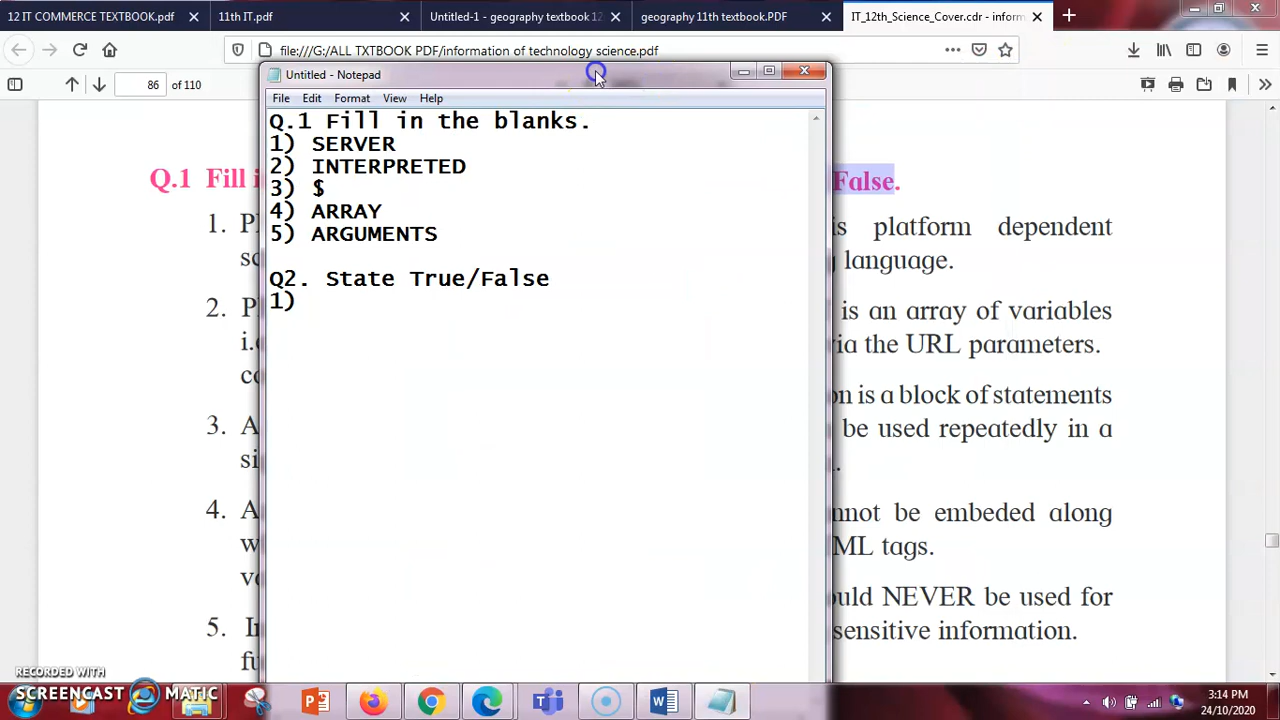 12 IT COMMERCE TEXTBOOK.pdf
11th IT.pdf
Untitled-1 - geography textbook 12
geography 11th textbook.PDF
IT_12th_Science_Cover.cdr - inform
file:///G:/ALL TXTBOOK PDF/information of technology science.pdf
86 of 110
Untitled - Notepad
File Edit Format View Help
Q.1 Fill in the blanks.
1) SERVER
2) INTERPRETED
3) $
4) ARRAY
5) ARGUMENTS
Q2. State True/False
1)
Q.1 Fill
1.
2.
i.
3. A
4. A
5.
False.
is platform dependent
language.
is an array of variables
via the URL parameters.
on is a block of statements
be used repeatedly in a
nnot be embeded along
ML tags.
ould NEVER be used for
sensitive information.
RECORDED WITH
SCREENCAST MATIC
3:14 PM
24/10/2020